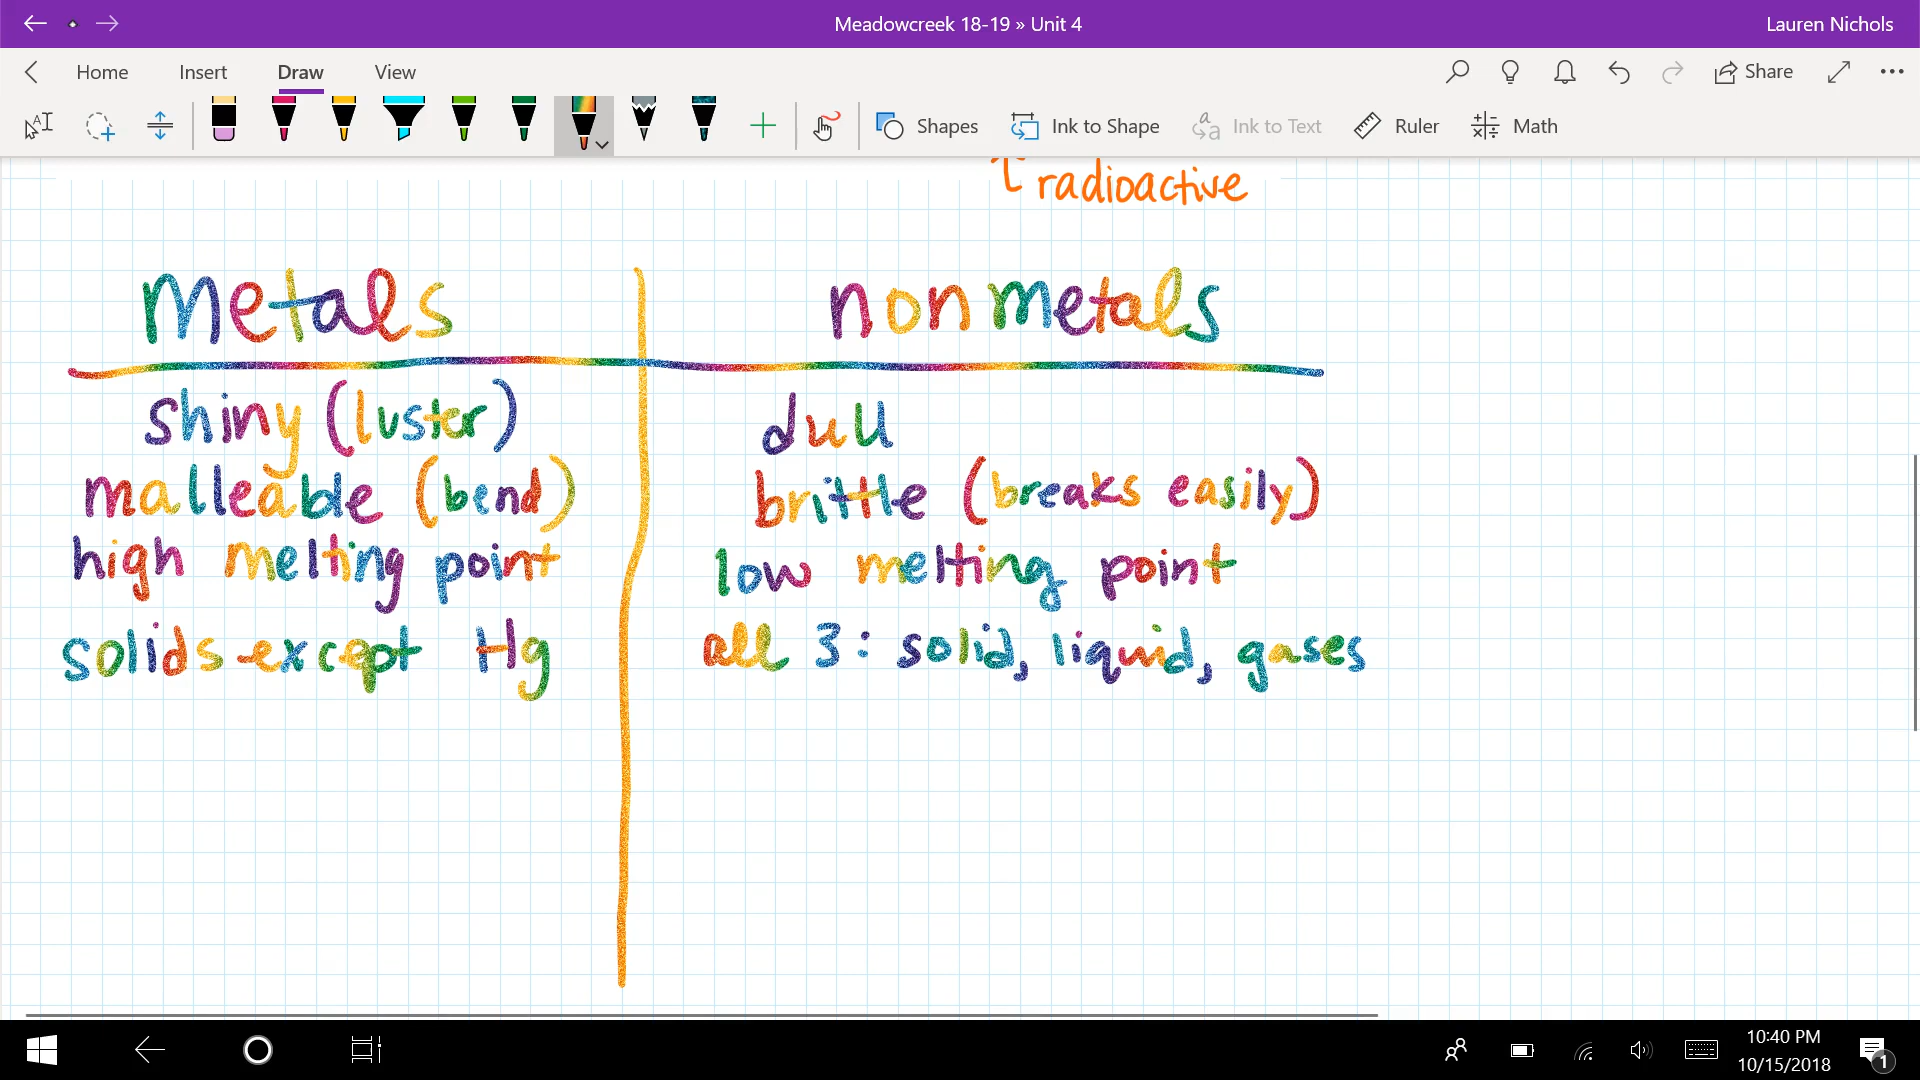 Meadowcreek 18-19 » Unit 4
Lauren Nichols
Home Insert Draw View
Share
Shapes Ink to Shape Ink to Text Ruler Math
radioactive
Metals nonmetals
shiny (luster) dull
malleable (bend) brittle (breaks easily)
high melting point low melting point
solids except Hg all 3: solid, liquid, gases
10:40 PM
10/15/2018
1